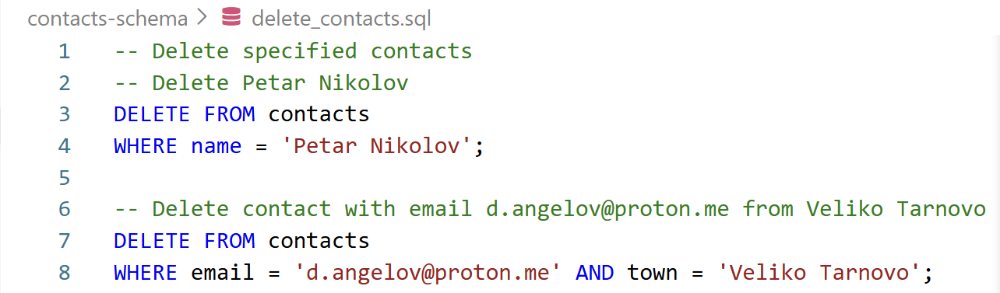 contacts-schema > delete_contacts.sql
1 -- Delete specified contacts
2 -- Delete Petar Nikolov
3 DELETE FROM contacts
4 WHERE name = 'Petar Nikolov';
5
6 -- Delete contact with email d.angelov@proton.me from Veliko Tarnovo
7 DELETE FROM contacts
8 WHERE email = 'd.angelov@proton.me' AND town = 'Veliko Tarnovo';